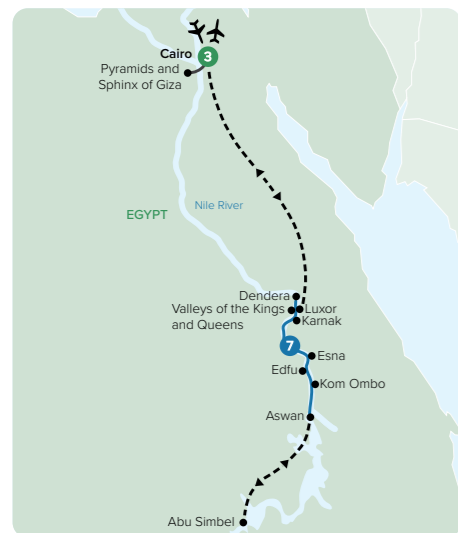 Cairo
3
Pyramids and
Sphinx of Giza
EGYPT
Nile River
Dendera
Valleys of the Kings
and Queens
Luxor
Karnak
7
Esna
Edfu
Kom Ombo
Aswan
Abu Simbel